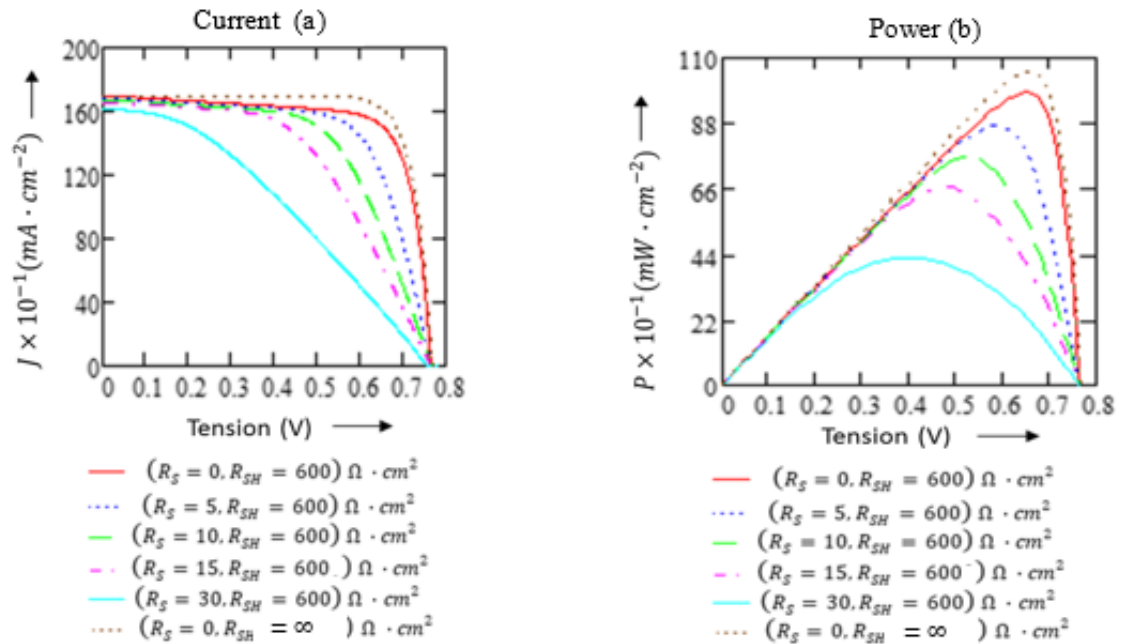 Current (a)
J × 10⁻¹(mA · cm⁻²)
200
160
120
80
40
0
0 0.1 0.2 0.3 0.4 0.5 0.6 0.7 0.8
Tension (V)
(R_S = 0, R_SH = 600) Ω · cm²
(R_S = 5, R_SH = 600) Ω · cm²
(R_S = 10, R_SH = 600) Ω · cm²
(R_S = 15, R_SH = 600 ) Ω · cm²
(R_S = 30, R_SH = 600) Ω · cm²
(R_S = 0, R_SH = ∞ ) Ω · cm²
Power (b)
P × 10⁻¹(mW · cm⁻²)
110
88
66
44
22
0
0 0.1 0.2 0.3 0.4 0.5 0.6 0.7 0.8
Tension (V)
(R_S = 0, R_SH = 600) Ω · cm²
(R_S = 5, R_SH = 600) Ω · cm²
(R_S = 10, R_SH = 600) Ω · cm²
(R_S = 15, R_SH = 600 ) Ω · cm²
(R_S = 30, R_SH = 600) Ω · cm²
(R_S = 0, R_SH = ∞ ) Ω · cm²